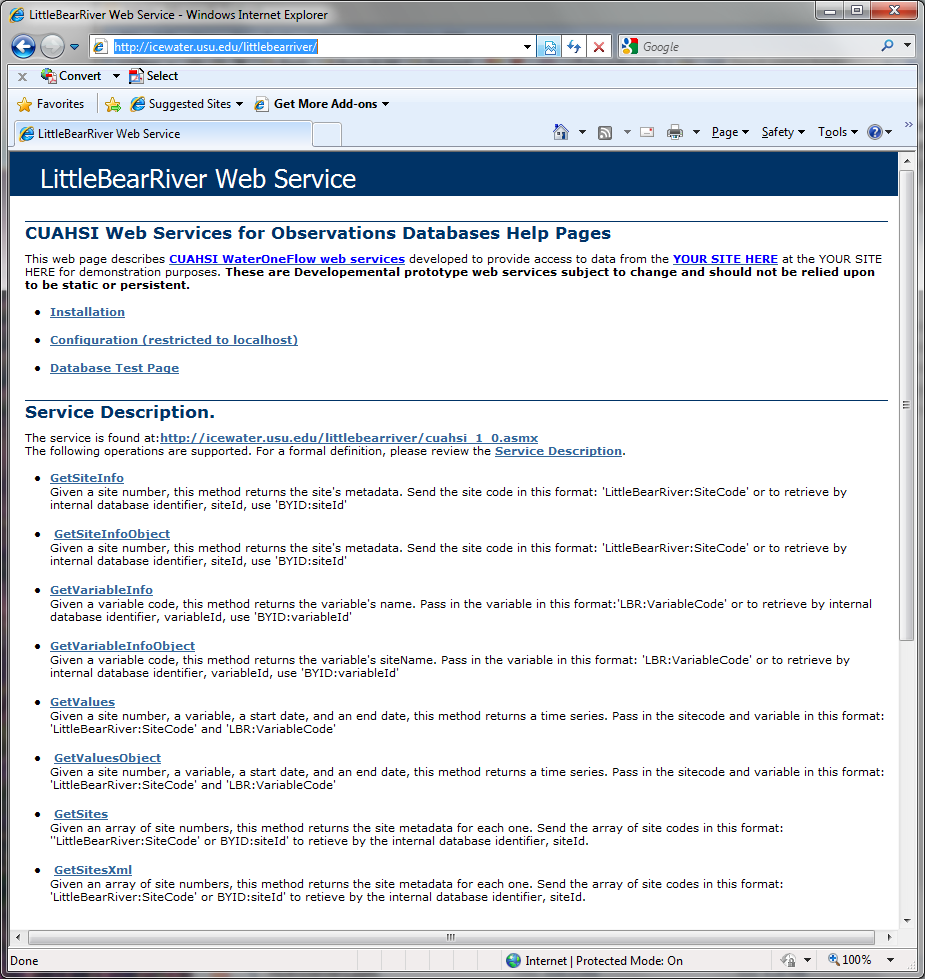 LittleBearRiver Web Service - Windows Internet Explorer
http://icewater.usu.edu/littlebearriver/
Google
x Convert Select
Favorites Suggested Sites Get More Add-ons
LittleBearRiver Web Service
Page Safety Tools
LittleBearRiver Web Service
CUAHSI Web Services for Observations Databases Help Pages
This web page describes CUAHSI WaterOneFlow web services developed to provide access to data from the YOUR SITE HERE at the YOUR SITE
HERE for demonstration purposes. These are Developemental prototype web services subject to change and should not be relied upon
to be static or persistent.
• Installation
• Configuration (restricted to localhost)
• Database Test Page
Service Description.
The service is found at:http://icewater.usu.edu/littlebearriver/cuahsi_1_0.asmx
The following operations are supported. For a formal definition, please review the Service Description.
• GetSiteInfo
Given a site number, this method returns the site's metadata. Send the site code in this format: 'LittleBearRiver:SiteCode' or to retrieve by
internal database identifier, siteId, use 'BYID:siteId'
• GetSiteInfoObject
Given a site number, this method returns the site's metadata. Send the site code in this format: 'LittleBearRiver:SiteCode' or to retrieve by
internal database identifier, siteId, use 'BYID:siteId'
• GetVariableInfo
Given a variable code, this method returns the variable's name. Pass in the variable in this format:'LBR:VariableCode' or to retrieve by internal
database identifier, variableId, use 'BYID:variableId'
• GetVariableInfoObject
Given a variable code, this method returns the variable's siteName. Pass in the variable in this format: 'LBR:VariableCode' or to retrieve by
internal database identifier, variableId, use 'BYID:variableId'
• GetValues
Given a site number, a variable, a start date, and an end date, this method returns a time series. Pass in the sitecode and variable in this format:
'LittleBearRiver:SiteCode' and 'LBR:VariableCode'
• GetValuesObject
Given a site number, a variable, a start date, and an end date, this method returns a time series. Pass in the sitecode and variable in this format:
'LittleBearRiver:SiteCode' and 'LBR:VariableCode'
• GetSites
Given an array of site numbers, this method returns the site metadata for each one. Send the array of site codes in this format:
''LittleBearRiver:SiteCode' or BYID:siteId' to retieve by the internal database identifier, siteId.
• GetSitesXml
Given an array of site numbers, this method returns the site metadata for each one. Send the array of site codes in this format:
'LittleBearRiver:SiteCode' or BYID:siteId' to retieve by the internal database identifier, siteId.
Done Internet | Protected Mode: On 100%